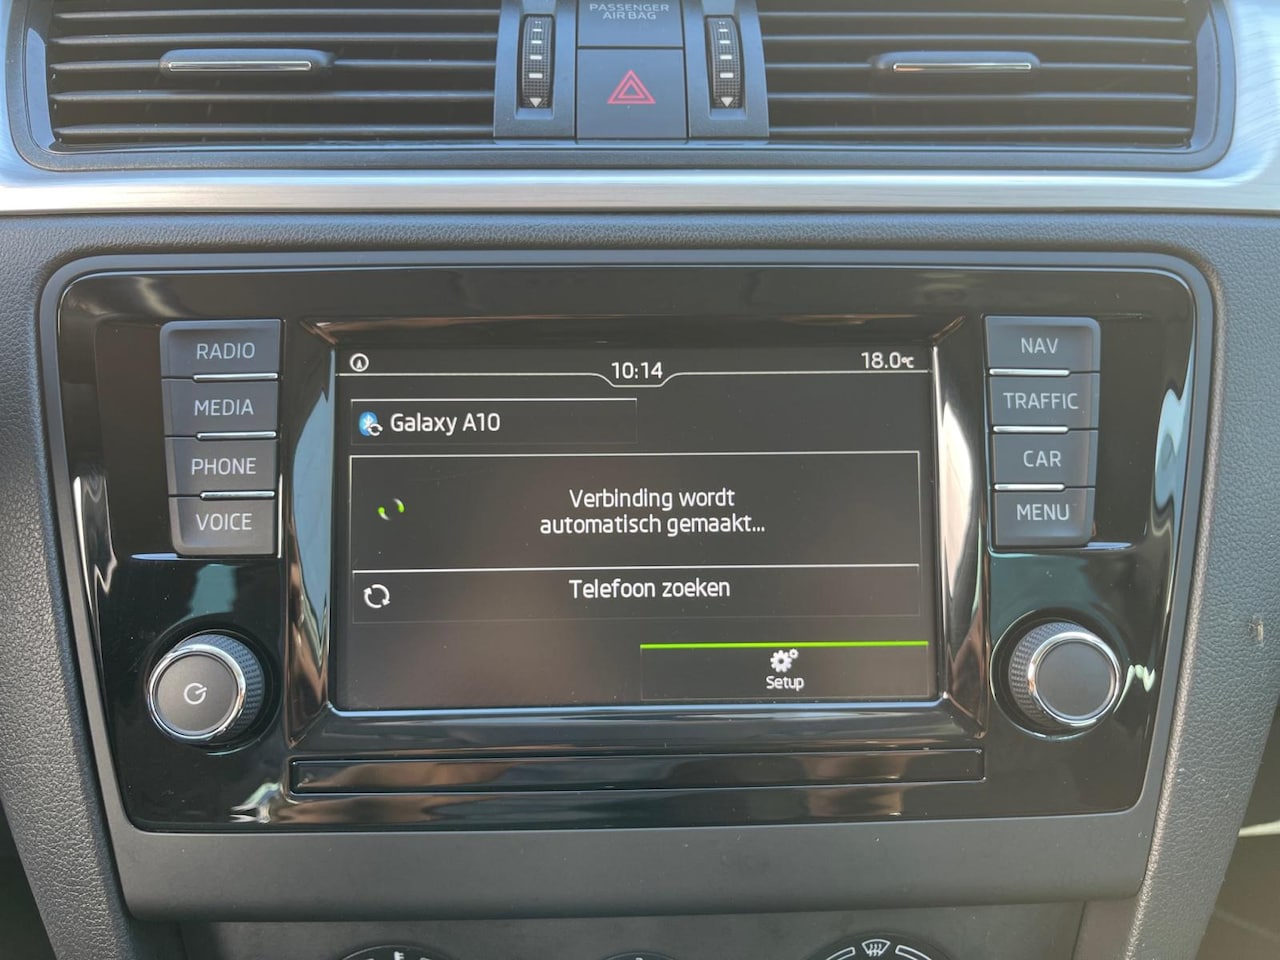 PASSENGER
AIR BAG
RADIO
MEDIA
PHONE
VOICE
10:14
18.0°C
Galaxy A10
Verbinding wordt
automatisch gemaakt...
Telefoon zoeken
Setup
NAV
TRAFFIC
CAR
MENU